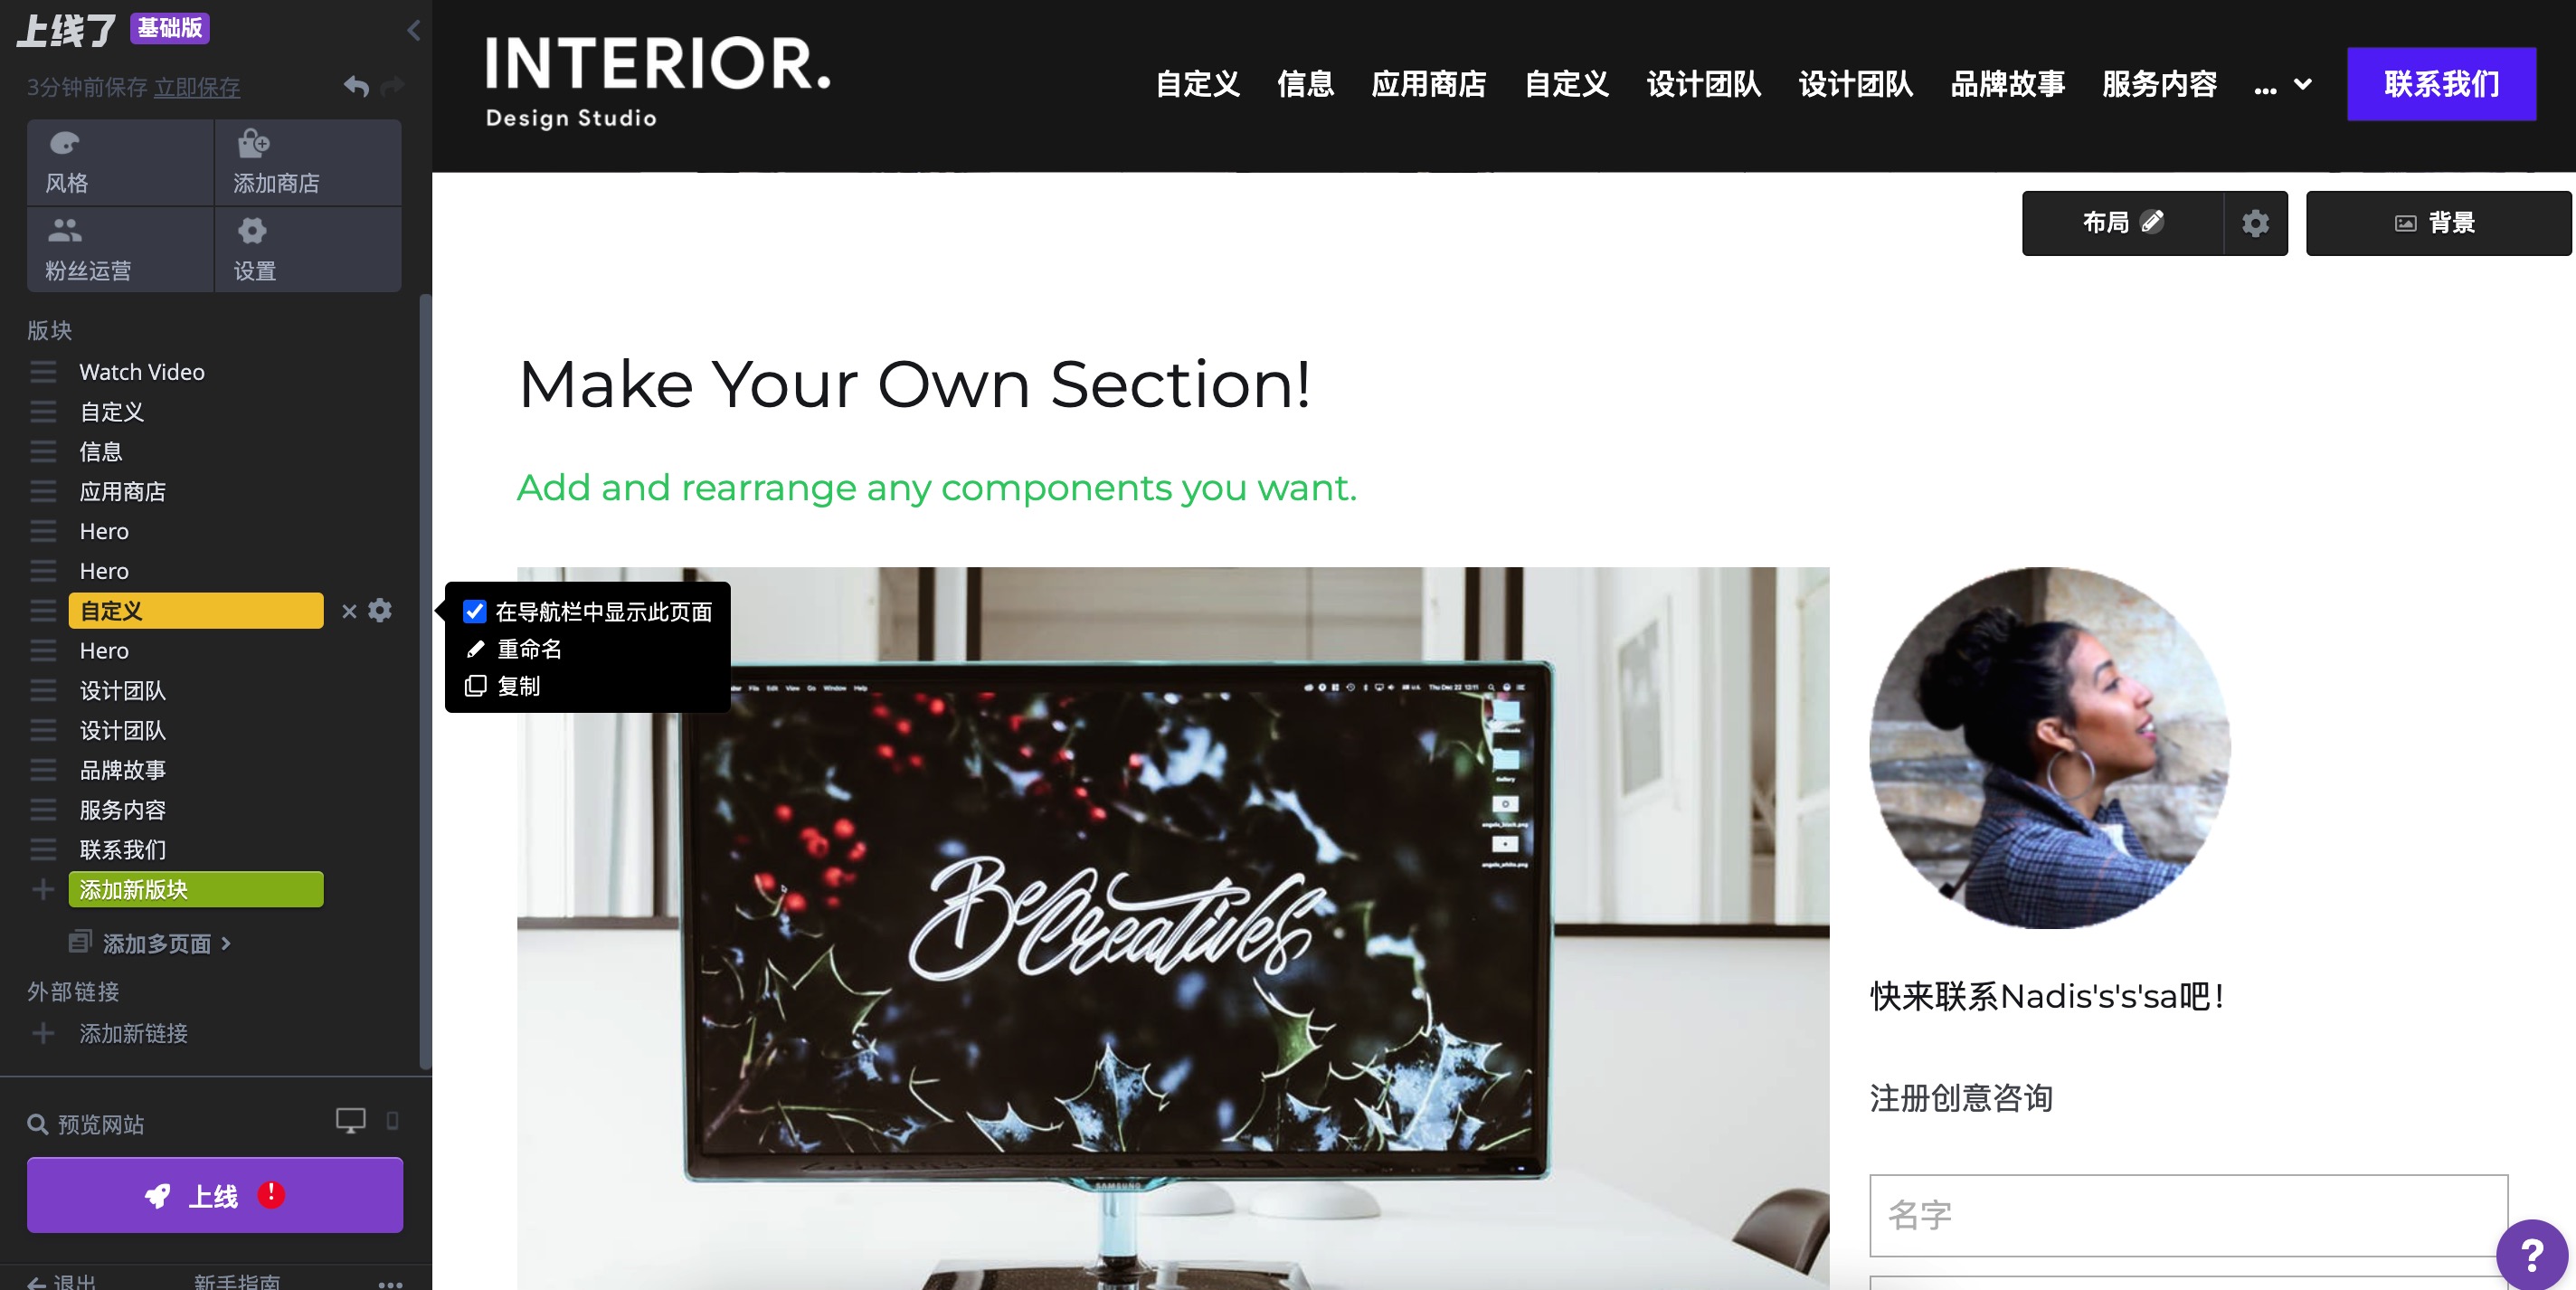 上线了 基础版
3分钟前保存 立即保存
风格
添加商店
粉丝运营
设置
版块
Watch Video
自定义
信息
应用商店
Hero
Hero
自定义
Hero
设计团队
设计团队
品牌故事
服务内容
联系我们
添加新版块
添加多页面
外部链接
添加新链接
预览网站
上线 !
退出 新手指南 •••
在导航栏中显示此页面
重命名
复制
INTERIOR.
Design Studio
自定义 信息 应用商店 自定义 设计团队 设计团队 品牌故事 服务内容 ... 联系我们
布局 背景
Make Your Own Section!
Add and rearrange any components you want.
File Edit View Go Window Help
BeCreatives
SAMSUNG
快来联系Nadis's's'sa吧！
注册创意咨询
名字
?